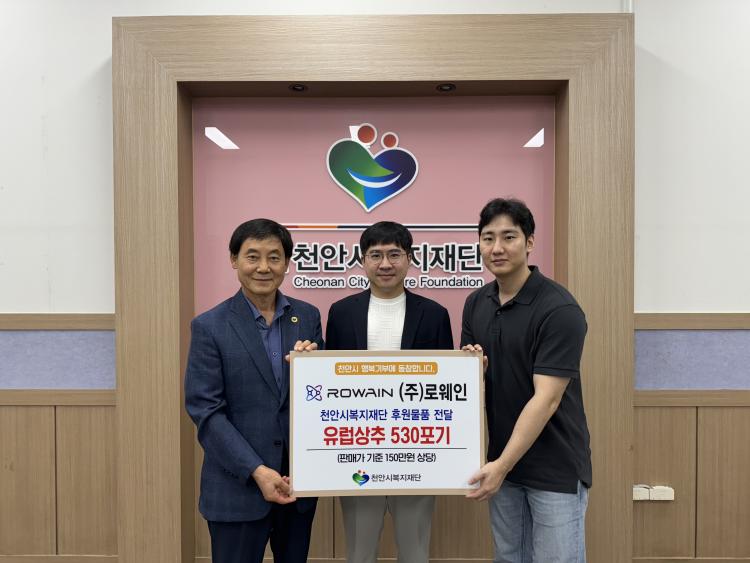 천안시복지재단
Cheonan City Foundation
천안시 행복기부에 동참합니다.
ROWAIN (주)로웨인
천안시복지재단 후원물품 전달
유럽상추 530포기
(판매가 기준 150만원 상당)
천안시복지재단